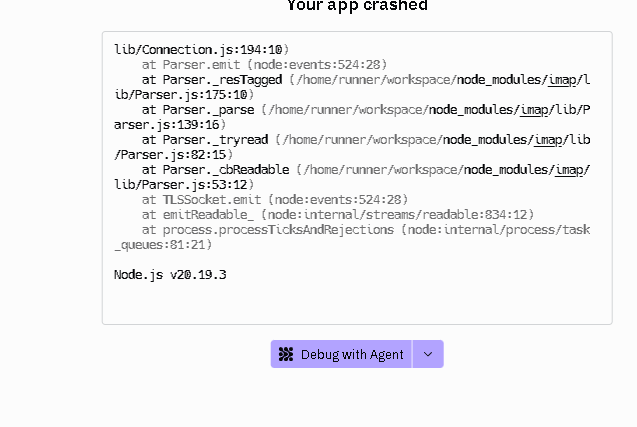 Your app crashed
lib/Connection.js:194:10)
    at Parser.emit (node:events:524:28)
    at Parser._resTagged (/home/runner/workspace/node_modules/imap/l
ib/Parser.js:175:10)
    at Parser._parse (/home/runner/workspace/node_modules/imap/lib/P
arser.js:139:16)
    at Parser._tryread (/home/runner/workspace/node_modules/imap/lib
/Parser.js:82:15)
    at Parser._cbReadable (/home/runner/workspace/node_modules/imap/
lib/Parser.js:53:12)
    at TLSSocket.emit (node:events:524:28)
    at emitReadable_ (node:internal/streams/readable:834:12)
    at process.processTicksAndRejections (node:internal/process/task
_queues:81:21)
Node.js v20.19.3
Debug with Agent